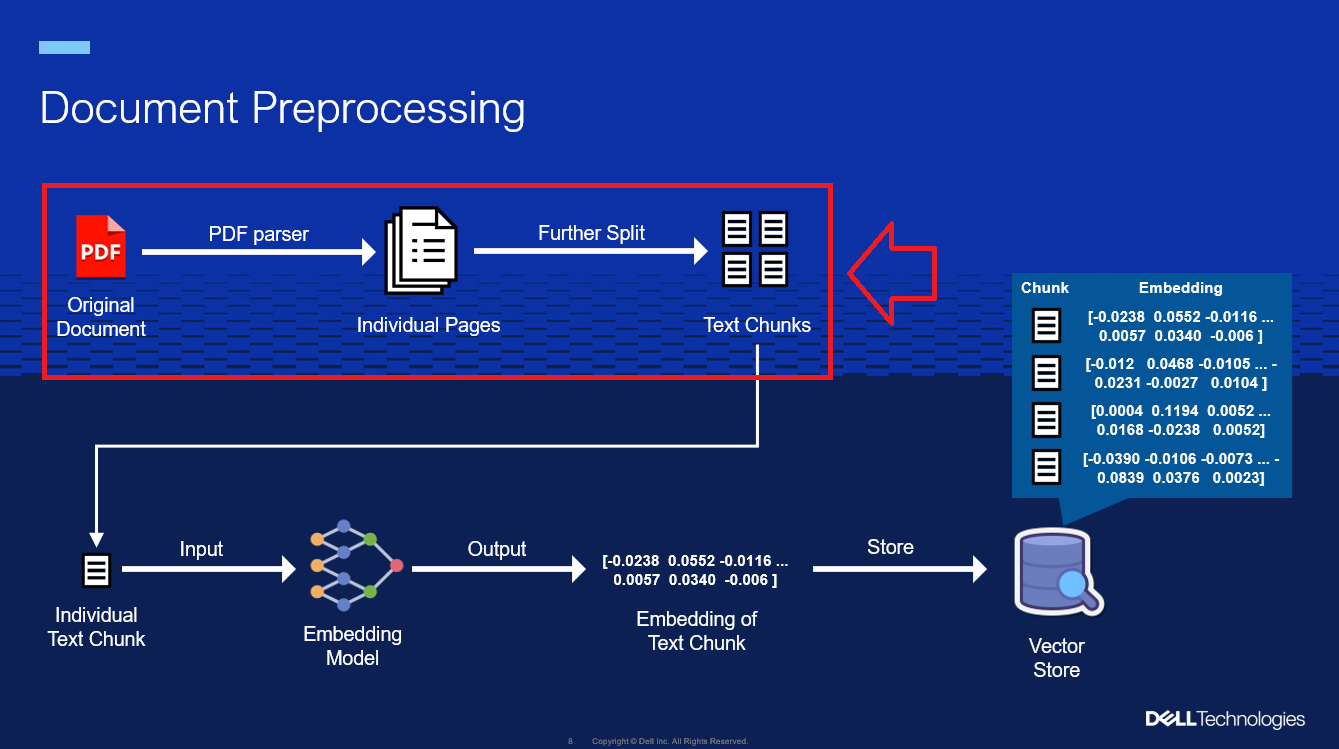 Document Preprocessing
PDF
Original
Document
PDF parser
Individual Pages
Further Split
Text Chunks
Chunk Embedding
[-0.0238 0.0552 -0.0116 ...
0.0057 0.0340 -0.006 ]
[-0.012 0.0468 -0.0105 ... -
0.0231 -0.0027 0.0104 ]
[0.0004 0.1194 0.0052 ...
0.0168 -0.0238 0.0052]
[-0.0390 -0.0106 -0.0073 ... -
0.0839 0.0376 0.0023]
Individual
Text Chunk
Input
Embedding
Model
Output
[-0.0238 0.0552 -0.0116 ...
0.0057 0.0340 -0.006 ]
Embedding of
Text Chunk
Store
Vector
Store
DELLTechnologies
8 Copyright © Dell Inc. All Rights Reserved.